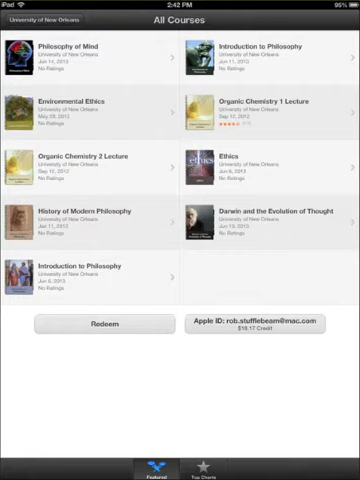 iPad
2:42 PM
95%
University of New Orleans
All Courses
Philosophy of Mind
University of New Orleans
Jun 14, 2013
No Ratings
Introduction to Philosophy
University of New Orleans
Jun 11, 2013
No Ratings
Environmental Ethics
University of New Orleans
May 29, 2013
No Ratings
Organic Chemistry 1 Lecture
University of New Orleans
Sep 12, 2012
Organic Chemistry 2 Lecture
University of New Orleans
Sep 12, 2012
No Ratings
ethics
Ethics
University of New Orleans
Jun 6, 2013
No Ratings
History of Modern Philosophy
University of New Orleans
Jan 11, 2013
No Ratings
Darwin and the Evolution of Thought
University of New Orleans
Jun 13, 2013
No Ratings
Introduction to Philosophy
University of New Orleans
Jun 6, 2013
No Ratings
Redeem
Apple ID: rob.stufflebeam@mac.com
$18.17 Credit
Featured
Top Charts